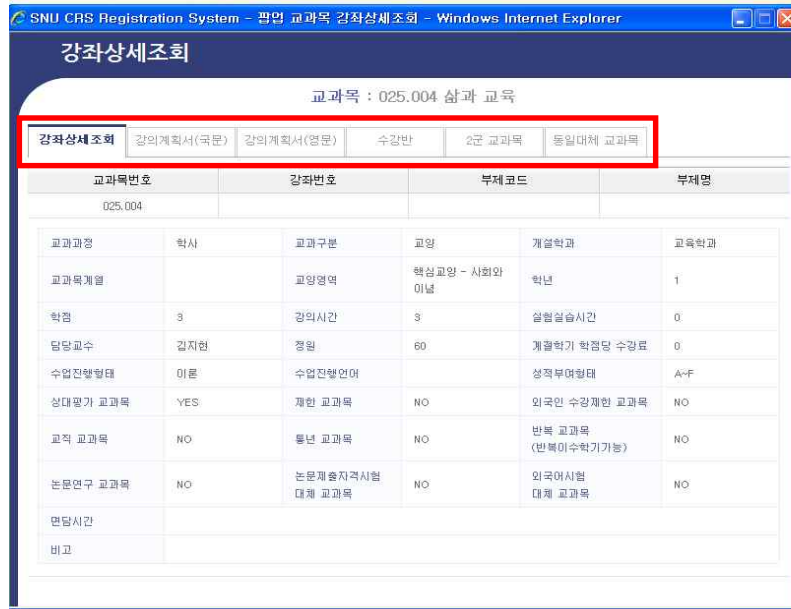 SNU CRS Registration System - 팝업 교과목 강좌상세조회 - Windows Internet Explorer
강좌상세조회
교과목 : 025.004 삶과 교육
강좌상세조회 강의계획서(국문) 강의계획서(영문) 수강반 2군 교과목 동일대체 교과목
교과목번호 강좌번호 부제코드 부제명
025.004
교과과정 학사 교과구분 교양 개설학과 교육학과
교과목계열 교양영역 핵심교양 - 사회와 이념 학년 1
학점 3 강의시간 3 실험실습시간 0
담당교수 김지현 정원 60 계절학기 학점당 수강료 0
수업진행형태 이론 수업진행언어 성적부여형태 A~F
상대평가 교과목 YES 제한 교과목 NO 외국인 수강제한 교과목 NO
교직 교과목 NO 통년 교과목 NO 반복 교과목 (반복이수학기가능) NO
논문연구 교과목 NO 논문제출자격시험 대체 교과목 NO 외국어시험 대체 교과목 NO
면담시간
비고